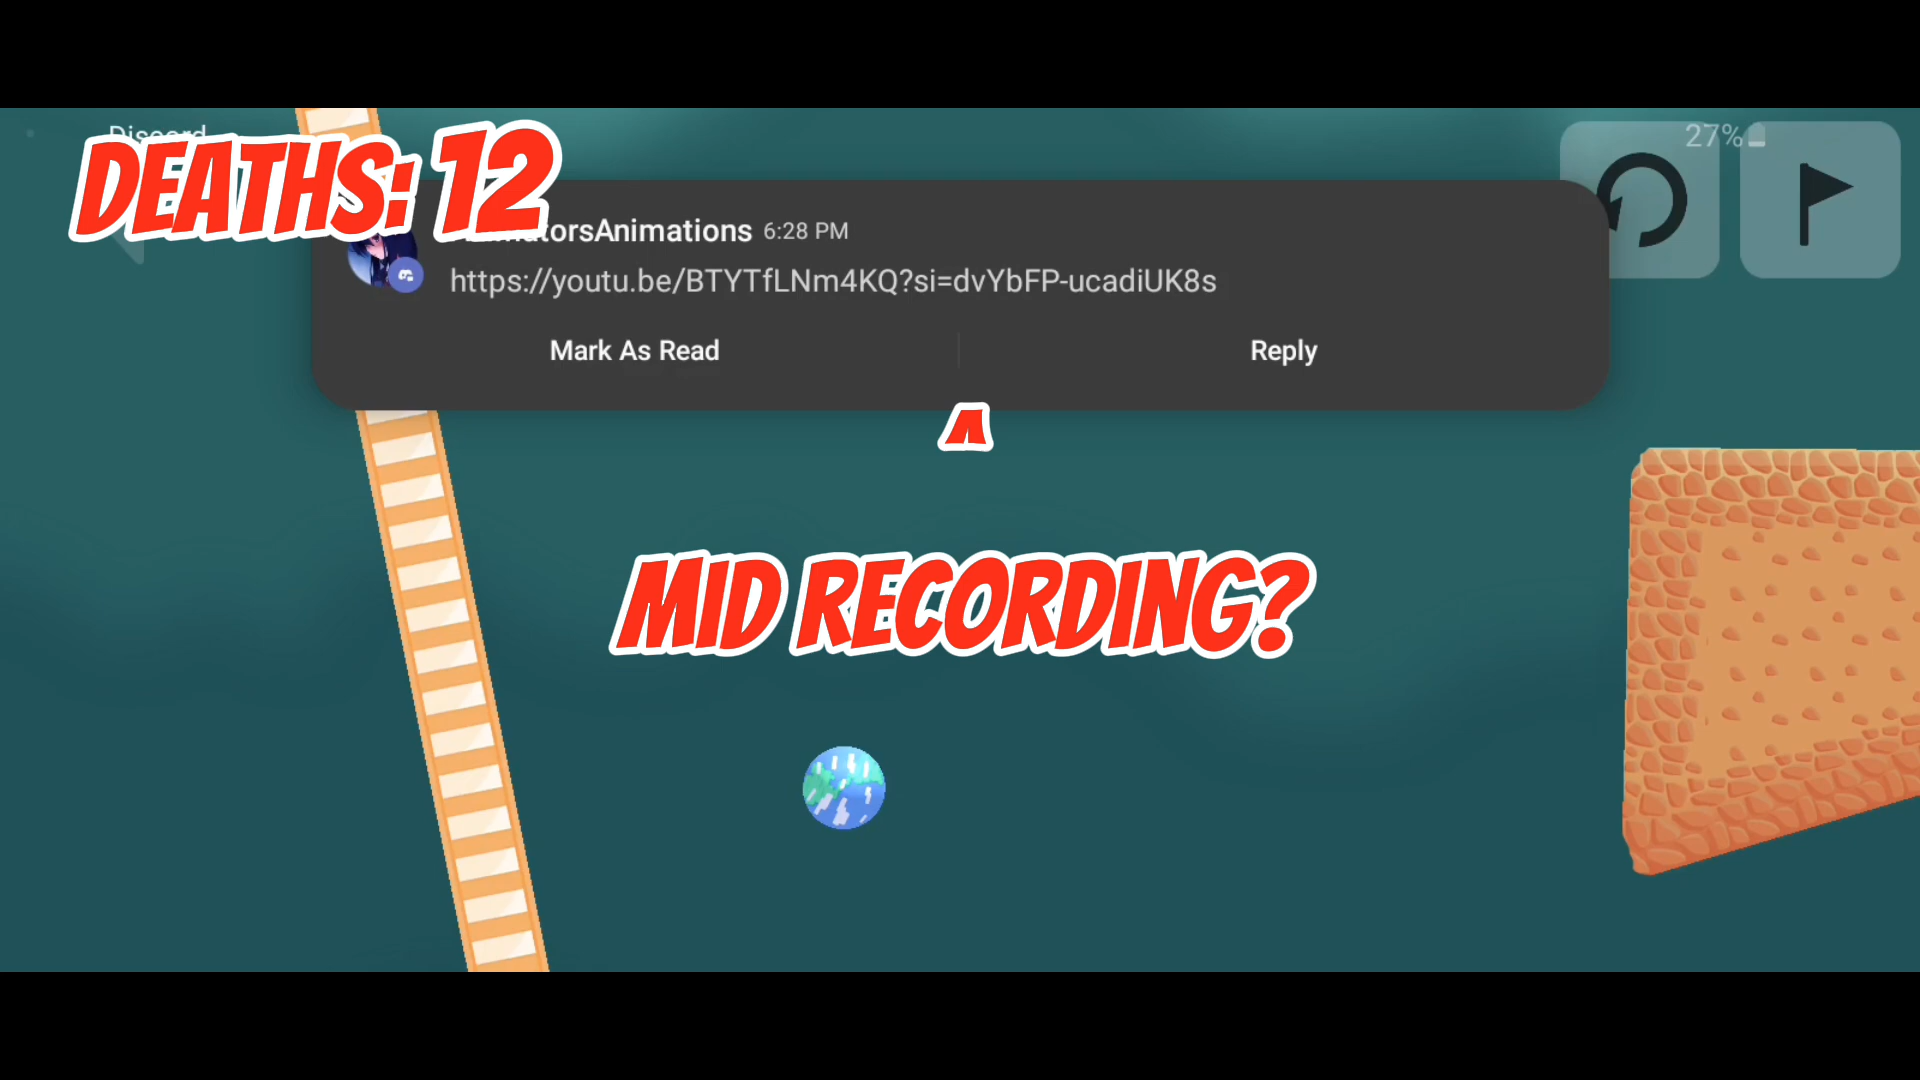 Discord
27%
DEATHS: 12
6:28 PM
https://youtu.be/BTYTfLNm4KQ?si=dvYbFP-ucadiUK8s
Mark As Read
Reply
A
MID RECORDING?